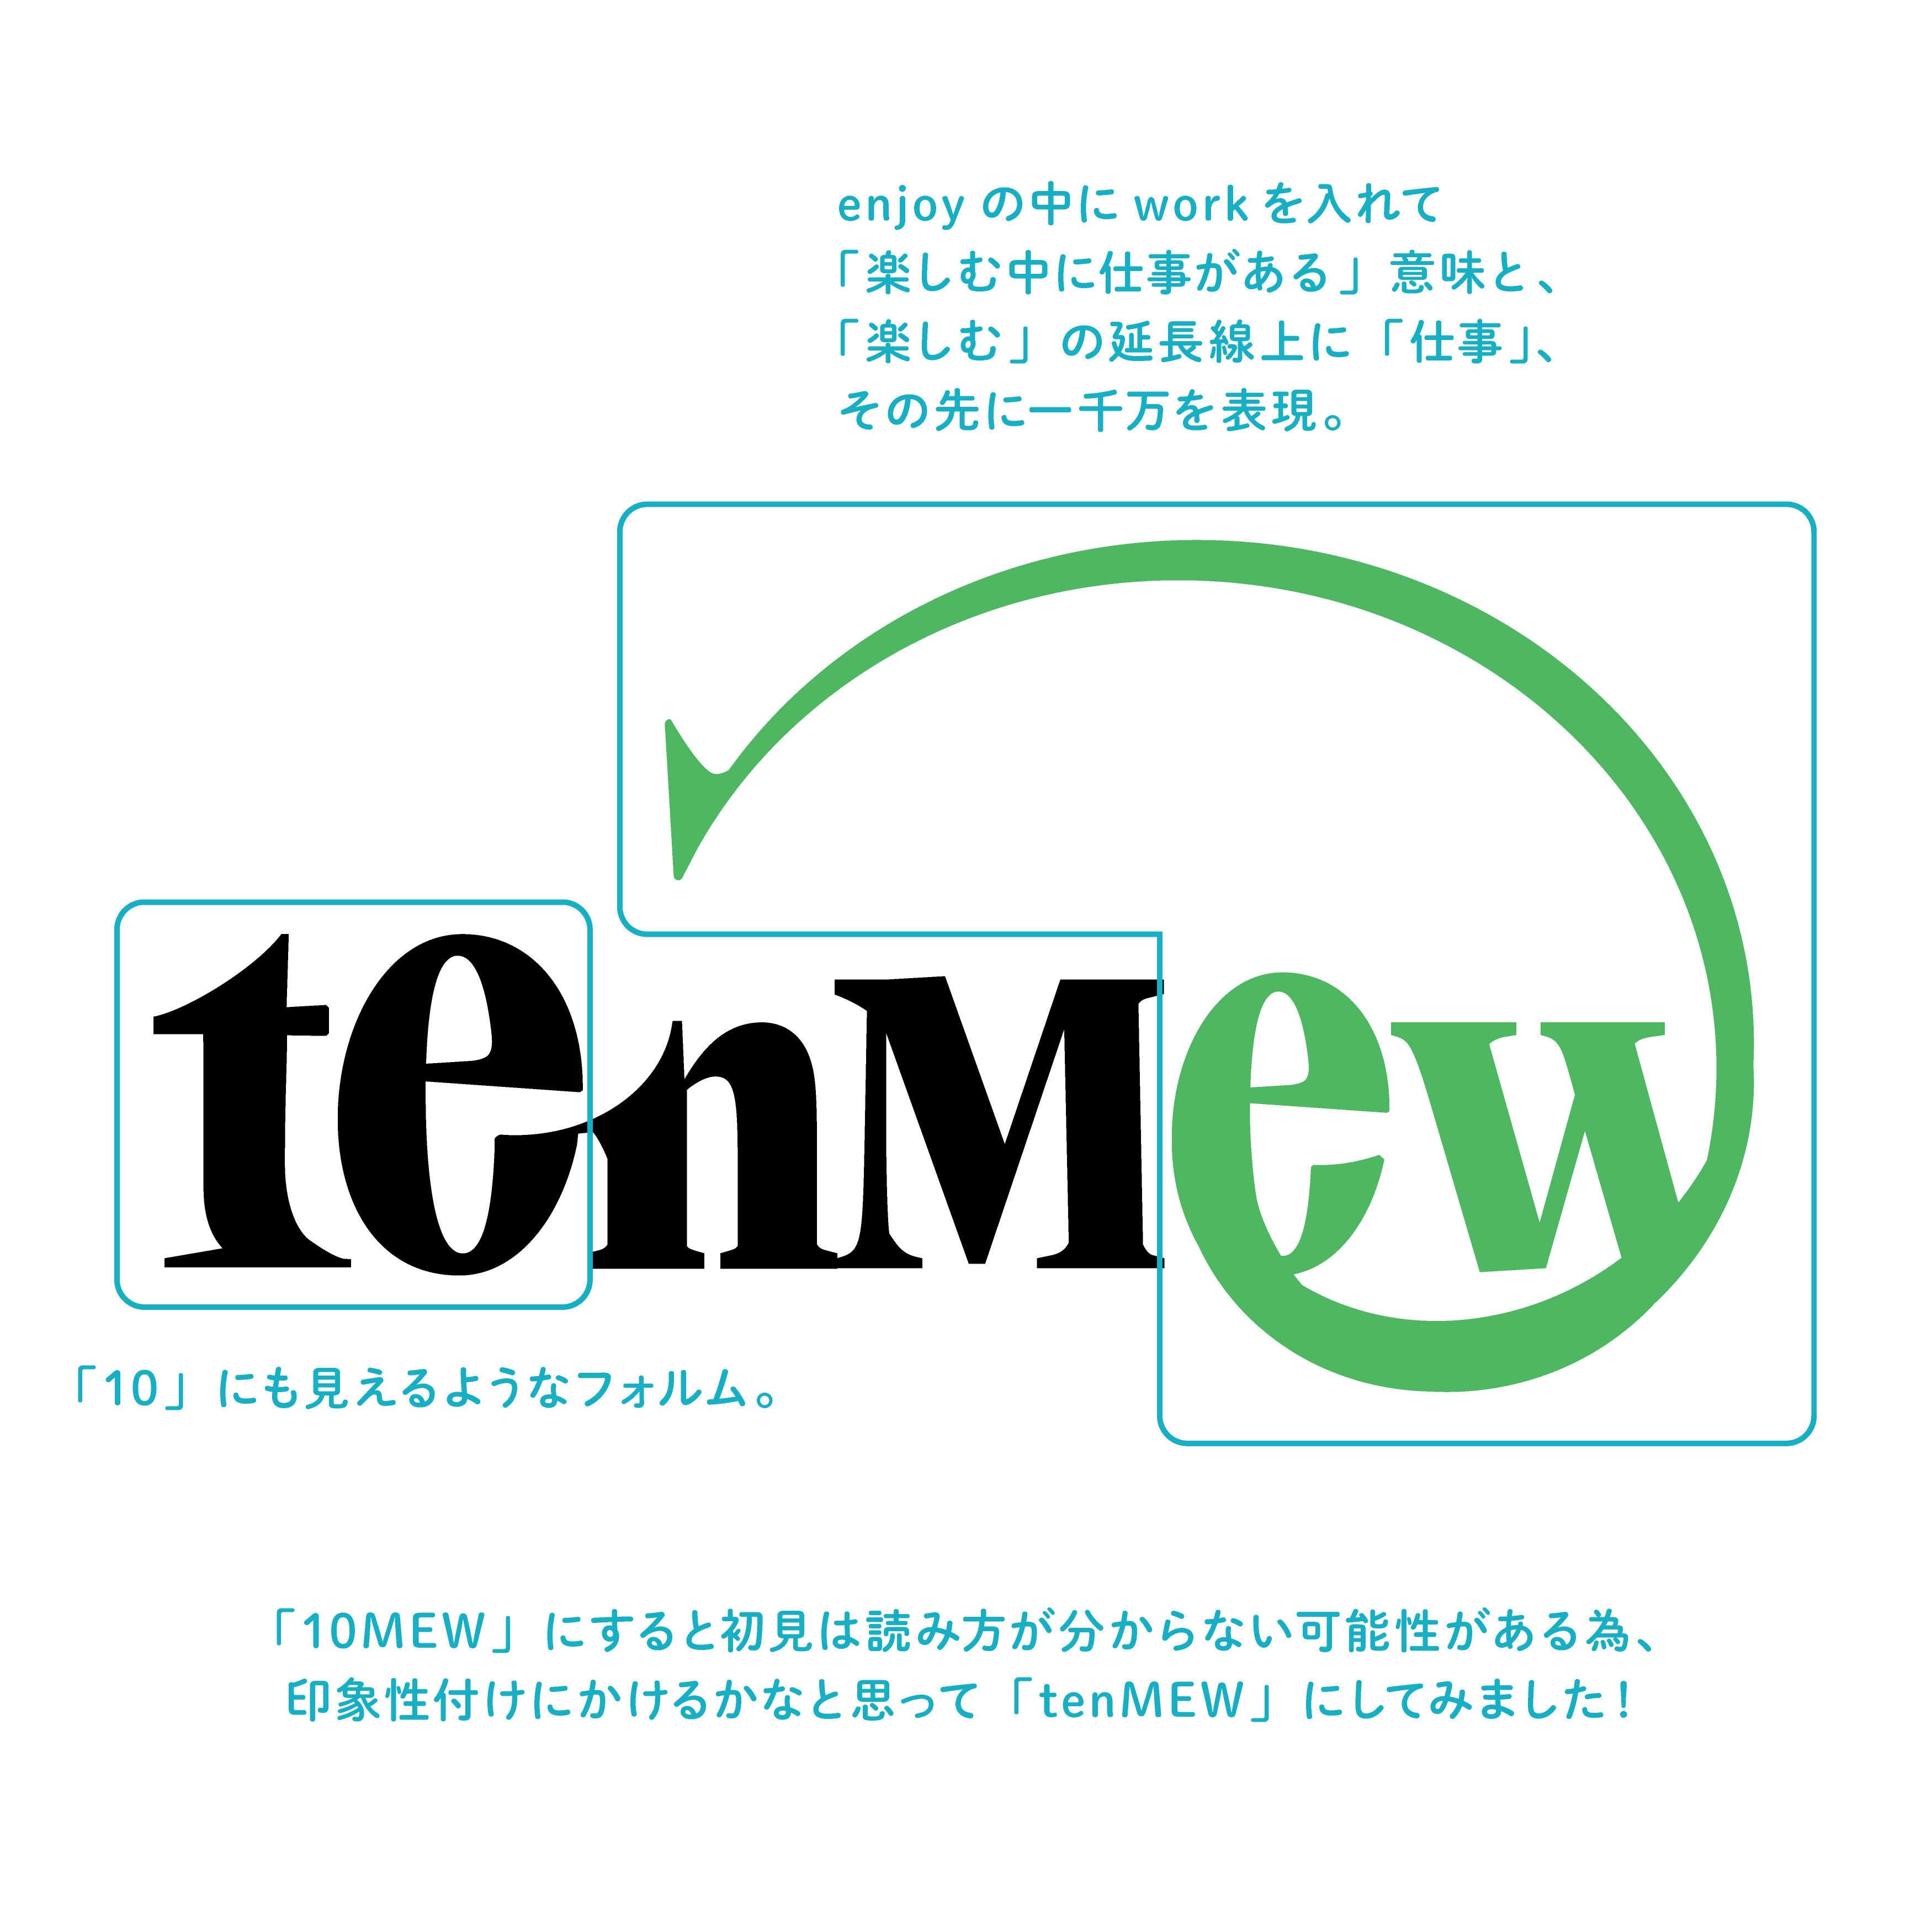 enjoy の中に work を入れて
「楽しむ中に仕事がある」意味と、
「楽しむ」の延長線上に「仕事」、
その先に一千万を表現。
tenMew
「10」にも見えるようなフォルム。
「10MEW」にすると初見は読み方が分からない可能性がある為、
印象性付けにかけるかなと思って「tenMEW」にしてみました!